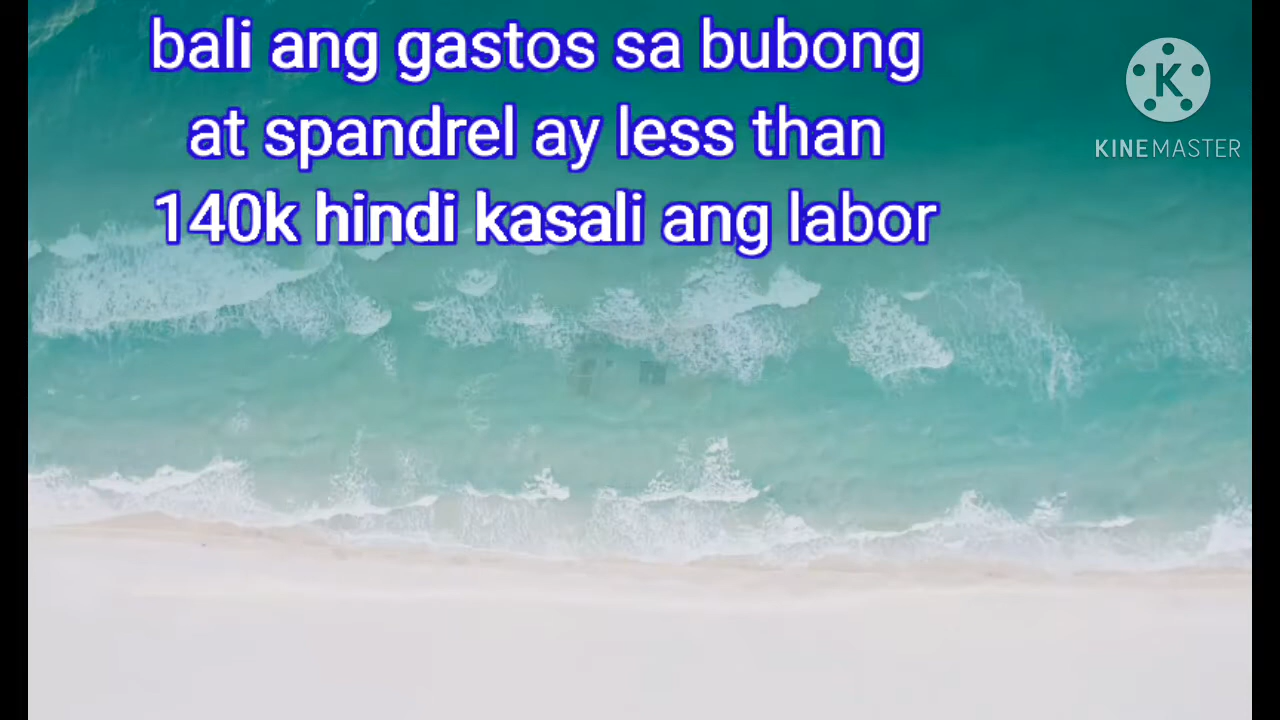 bali ang gastos sa bubong
at spandrel ay less than
140k hindi kasali ang labor
K
KINEMASTER